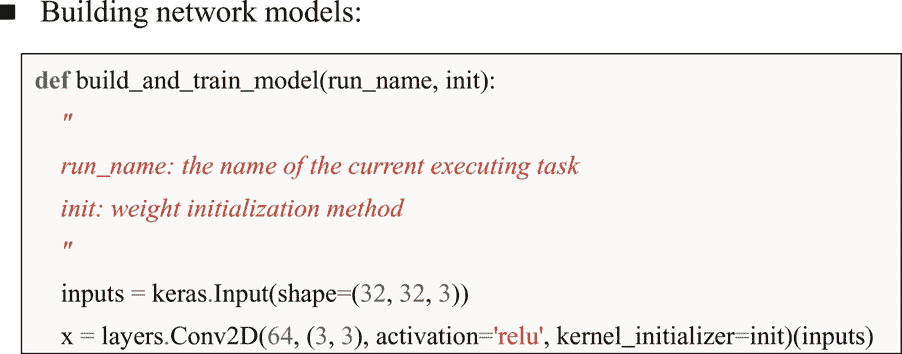 ■ Building network models:
def build_and_train_model(run_name, init):
"
run_name: the name of the current executing task
init: weight initialization method
"
inputs = keras.Input(shape=(32, 32, 3))
x = layers.Conv2D(64, (3, 3), activation='relu', kernel_initializer=init)(inputs)